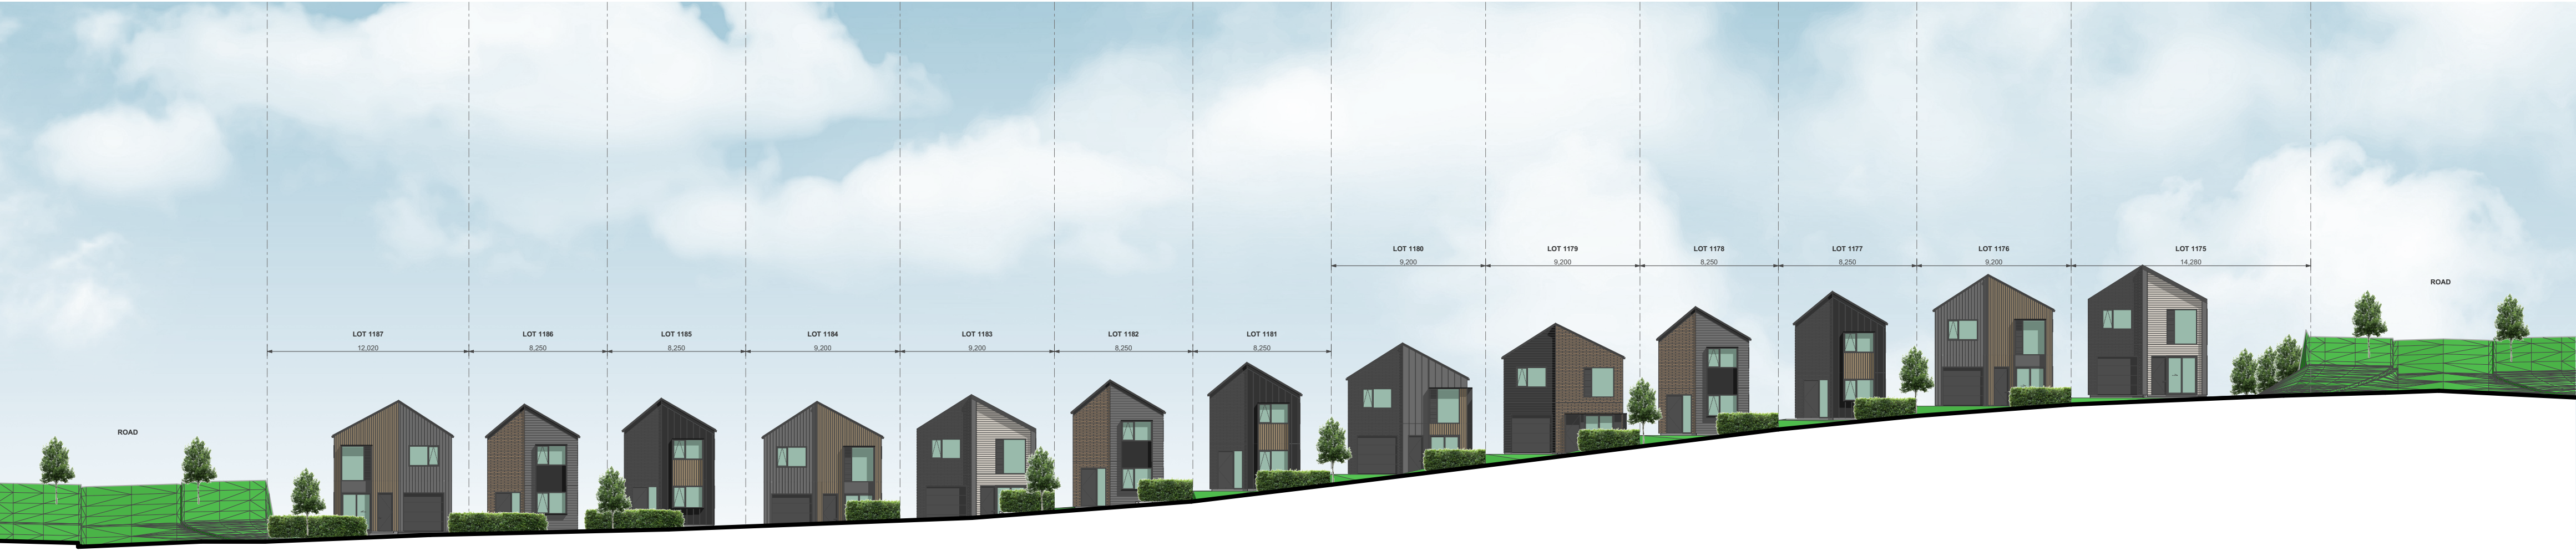 LOT 1180
LOT 1179
LOT 1178
LOT 1177
LOT 1176
LOT 1175
9,200
9,200
8,250
8,250
9,200
14,280
ROAD
LOT 1187
LOT 1186
LOT 1185
LOT 1184
LOT 1183
LOT 1182
LOT 1181
12,020
8,250
8,250
9,200
9,200
8,250
8,250
ROAD